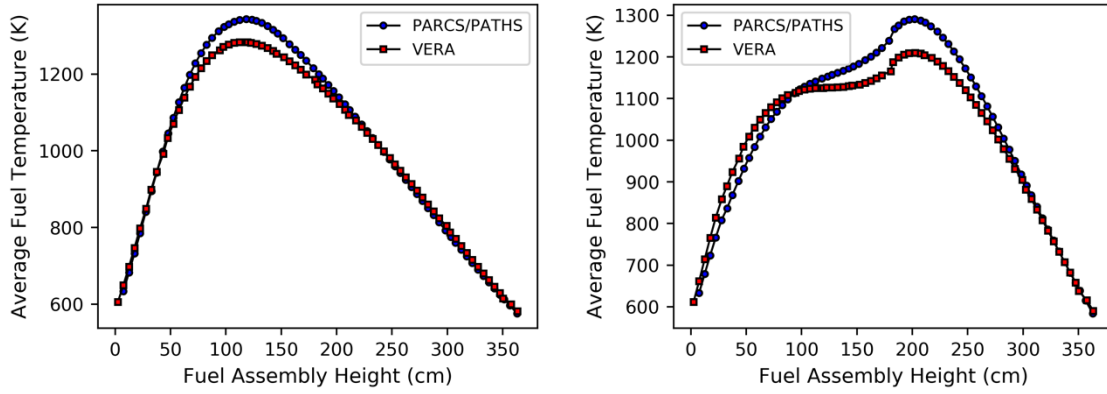 PARCS/PATHS
VERA
1200
1000
800
600
0 50 100 150 200 250 300 350
Average Fuel Temperature (K)
Fuel Assembly Height (cm)
1300
PARCS/PATHS
VERA
1200
1100
1000
900
800
700
600
0 50 100 150 200 250 300 350
Average Fuel Temperature (K)
Fuel Assembly Height (cm)